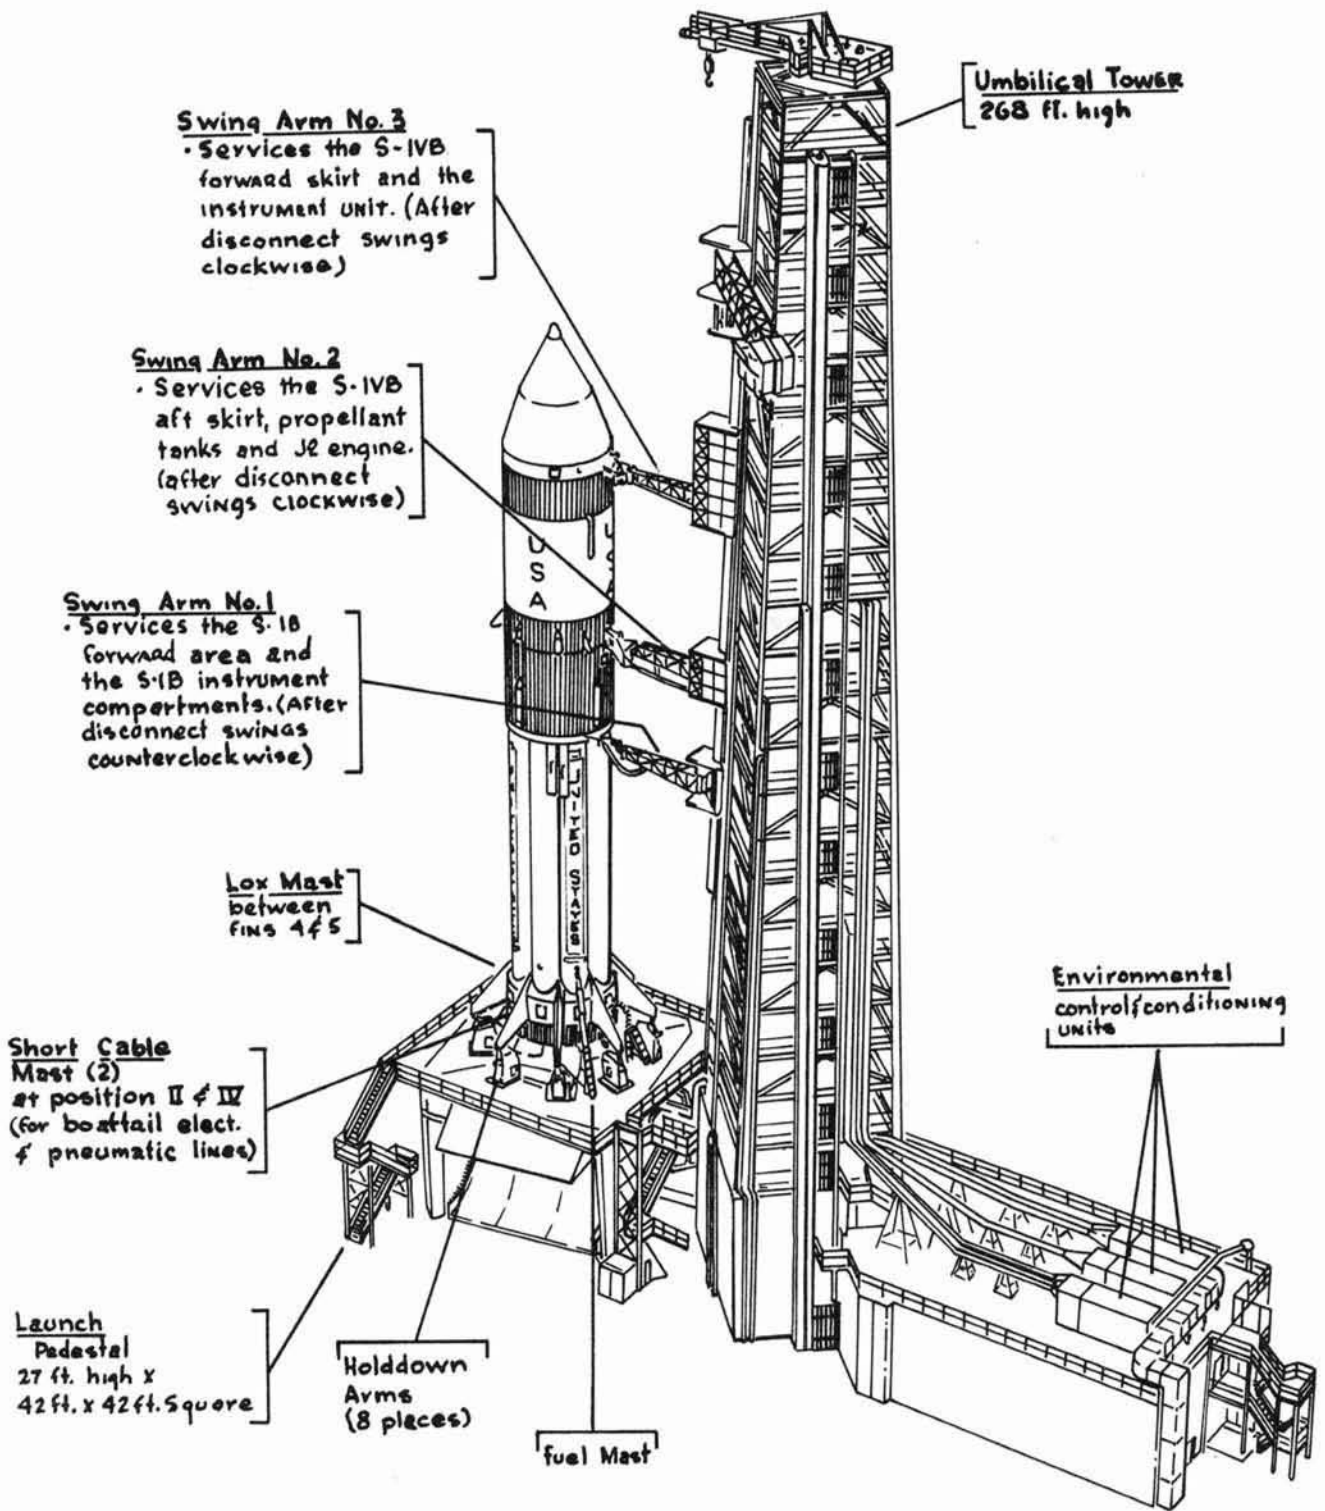 Umbilical Tower
268 ft. high
Swing Arm No. 3
• Services the S-IVB
forward skirt and the
instrument unit. (After
disconnect swings
clockwise)
Swing Arm No. 2
• Services the S-IVB
aft skirt, propellant
tanks and J2 engine.
(after disconnect
swings clockwise)
USA
USA
Swing Arm No. 1
• Services the S-IB
forward area and
the S-IB instrument
compartments. (After
disconnect swings
counterclockwise)
UNITED STATES
Lox Mast
between
fins 4 & 5
Environmental
control & conditioning
units
Short Cable
Mast (2)
at position II & IV
(for boattail elect.
& pneumatic lines)
Launch
Pedestal
27 ft. high x
42 ft. x 42 ft. Square
Holddown
Arms
(8 places)
fuel Mast